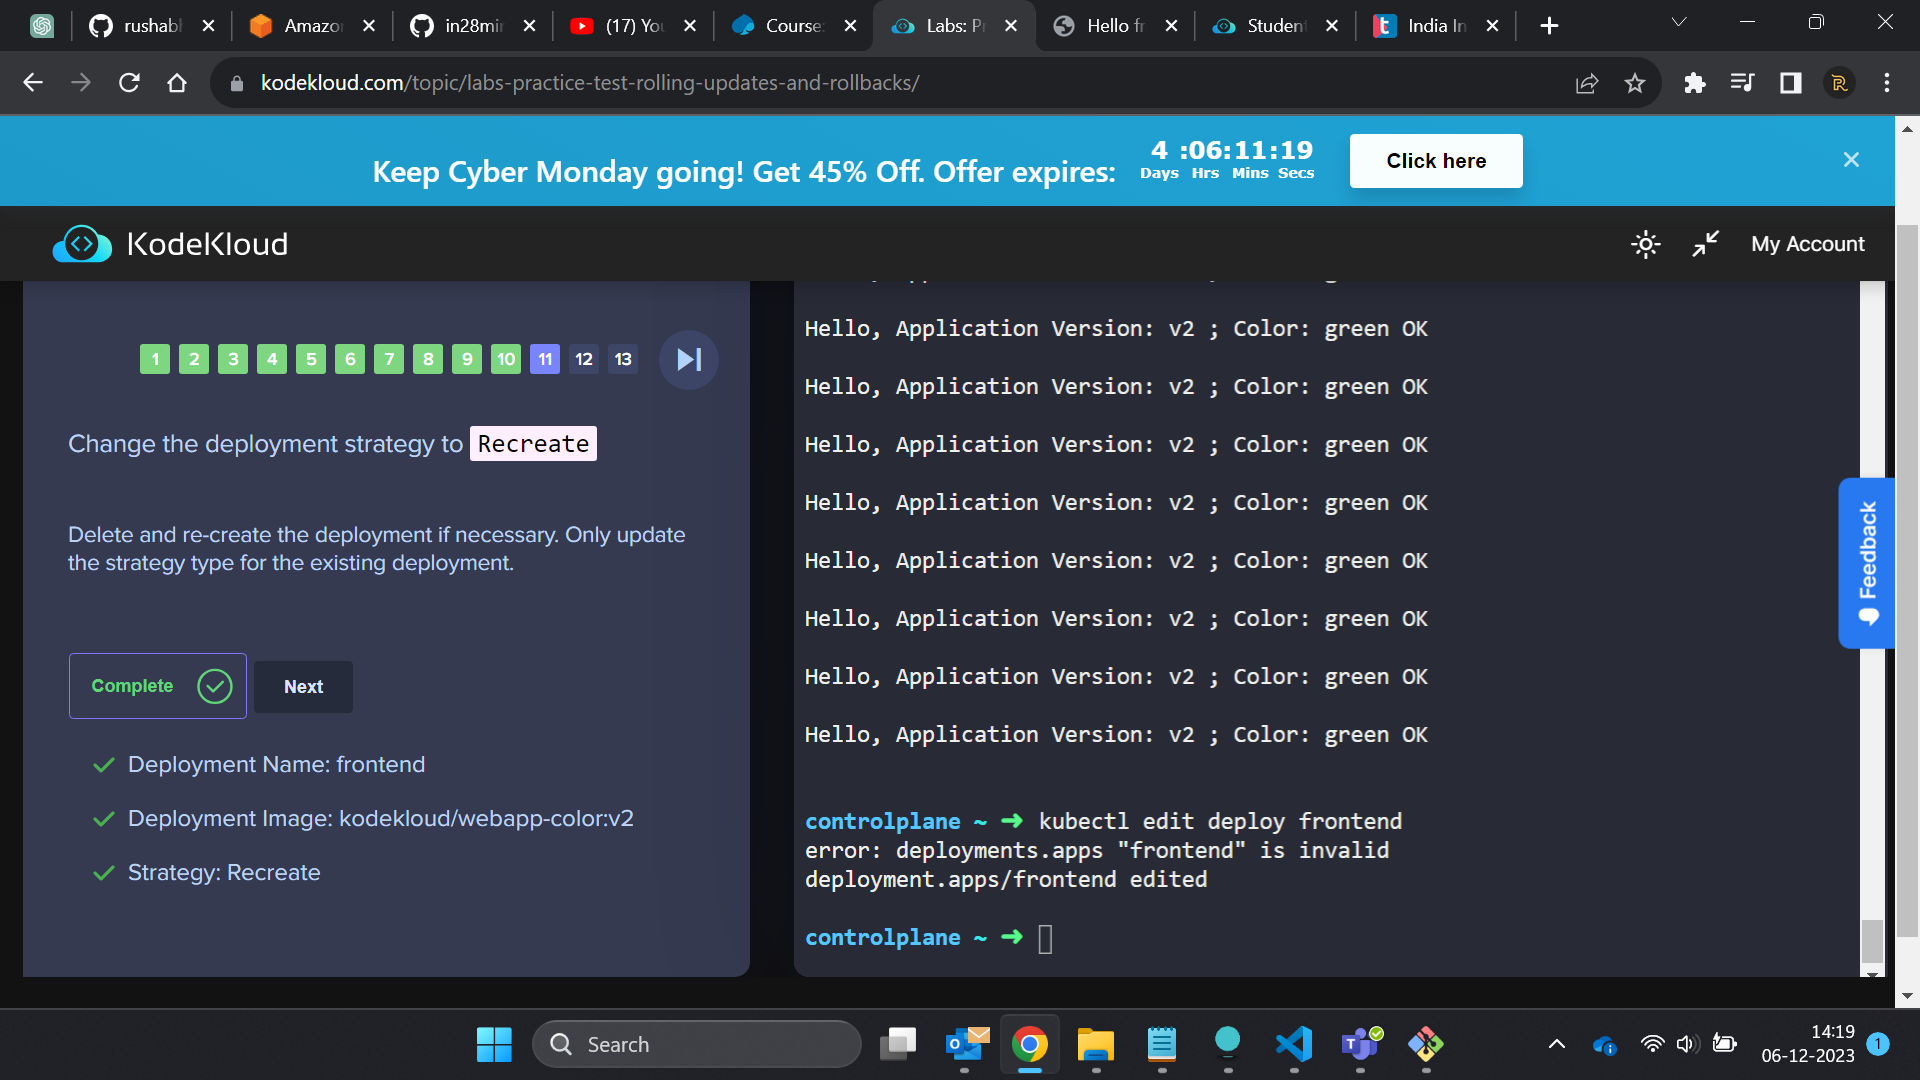 rushabh
Amazo
in28mi
(17) Yo
Course:
Labs: P
Hello f
Studen
India In
kodekloud.com/topic/labs-practice-test-rolling-updates-and-rollbacks/
Keep Cyber Monday going! Get 45% Off. Offer expires:
4 :06:11:19
Days Hrs Mins Secs
Click here
KodeKloud
My Account
1 2 3 4 5 6 7 8 9 10 11 12 13
Change the deployment strategy to Recreate
Delete and re-create the deployment if necessary. Only update
the strategy type for the existing deployment.
Complete
Next
Deployment Name: frontend
Deployment Image: kodekloud/webapp-color:v2
Strategy: Recreate
Hello, Application Version: v2 ; Color: green OK
Hello, Application Version: v2 ; Color: green OK
Hello, Application Version: v2 ; Color: green OK
Hello, Application Version: v2 ; Color: green OK
Hello, Application Version: v2 ; Color: green OK
Hello, Application Version: v2 ; Color: green OK
Hello, Application Version: v2 ; Color: green OK
Hello, Application Version: v2 ; Color: green OK
controlplane ~ ➜ kubectl edit deploy frontend
error: deployments.apps "frontend" is invalid
deployment.apps/frontend edited
controlplane ~ ➜
Feedback
Search
14:19
06-12-2023
1